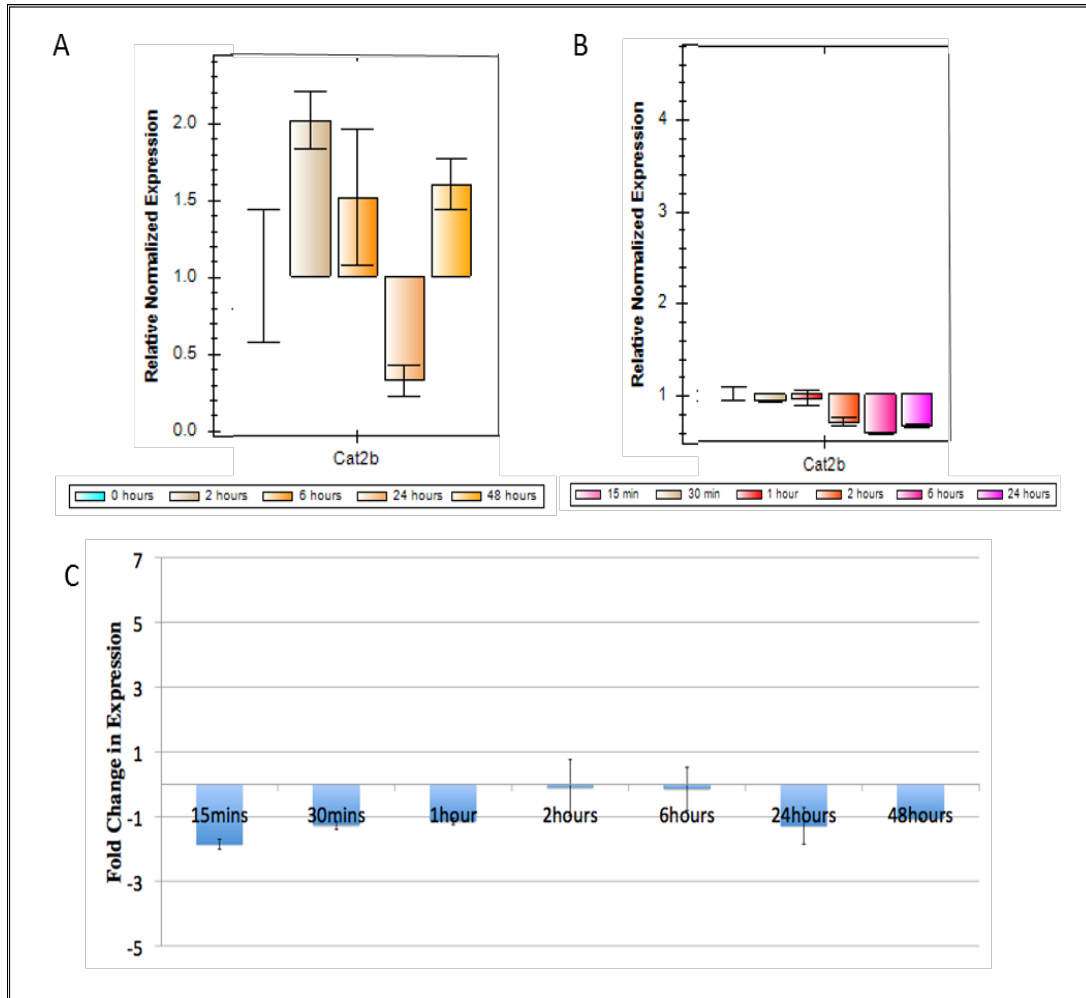 A
Relative Normalized Expression
2.0
1.5
1.0
0.5
0.0
Cat2b
0 hours 2 hours 6 hours 24 hours 48 hours
B
Relative Normalized Expression
4
3
2
1
Cat2b
15 min 30 min 1 hour 2 hours 6 hours 24 hours
C
Fold Change in Expression
7
5
3
1
-1
-3
-5
15mins 30mins 1hour 2hours 6hours 24hours 48hours